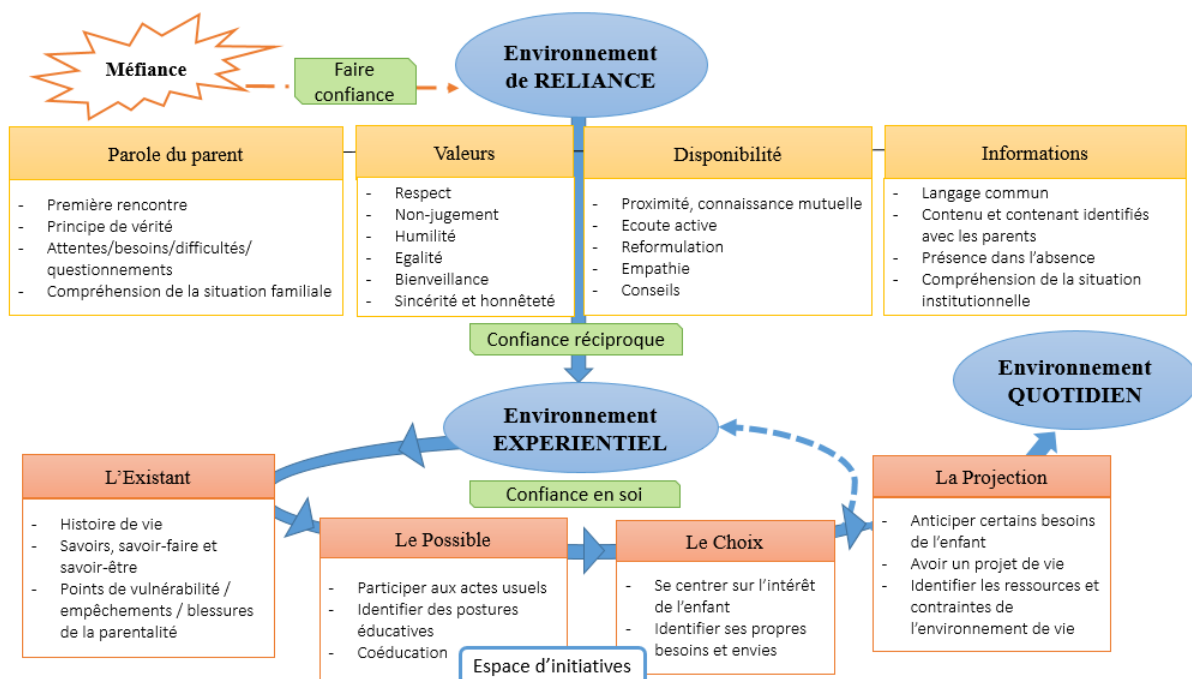 Méfiance
Faire
confiance
Environnement
de RELIANCE
Parole du parent
- Première rencontre
- Principe de vérité
- Attentes/besoins/difficultés/
questionnements
- Compréhension de la situation familiale
Valeurs
- Respect
- Non-jugement
- Humilité
- Egalité
- Bienveillance
- Sincérité et honnêteté
Disponibilité
- Proximité, connaissance mutuelle
- Ecoute active
- Reformulation
- Empathie
- Conseils
Informations
- Langage commun
- Contenu et contenant identifiés
avec les parents
- Présence dans l’absence
- Compréhension de la situation
institutionnelle
Confiance réciproque
Environnement
QUOTIDIEN
Environnement
EXPERIENTIEL
Confiance en soi
L’Existant
- Histoire de vie
- Savoirs, savoir-faire et
savoir-être
- Points de vulnérabilité /
empêchements / blessures
de la parentalité
Le Possible
- Participer aux actes usuels
- Identifier des postures
éducatives
- Coéducation
Le Choix
- Se centrer sur l’intérêt
de l’enfant
- Identifier ses propres
besoins et envies
La Projection
- Anticiper certains besoins
de l’enfant
- Avoir un projet de vie
- Identifier les ressources et
contraintes de
l’environnement de vie
Espace d’initiatives